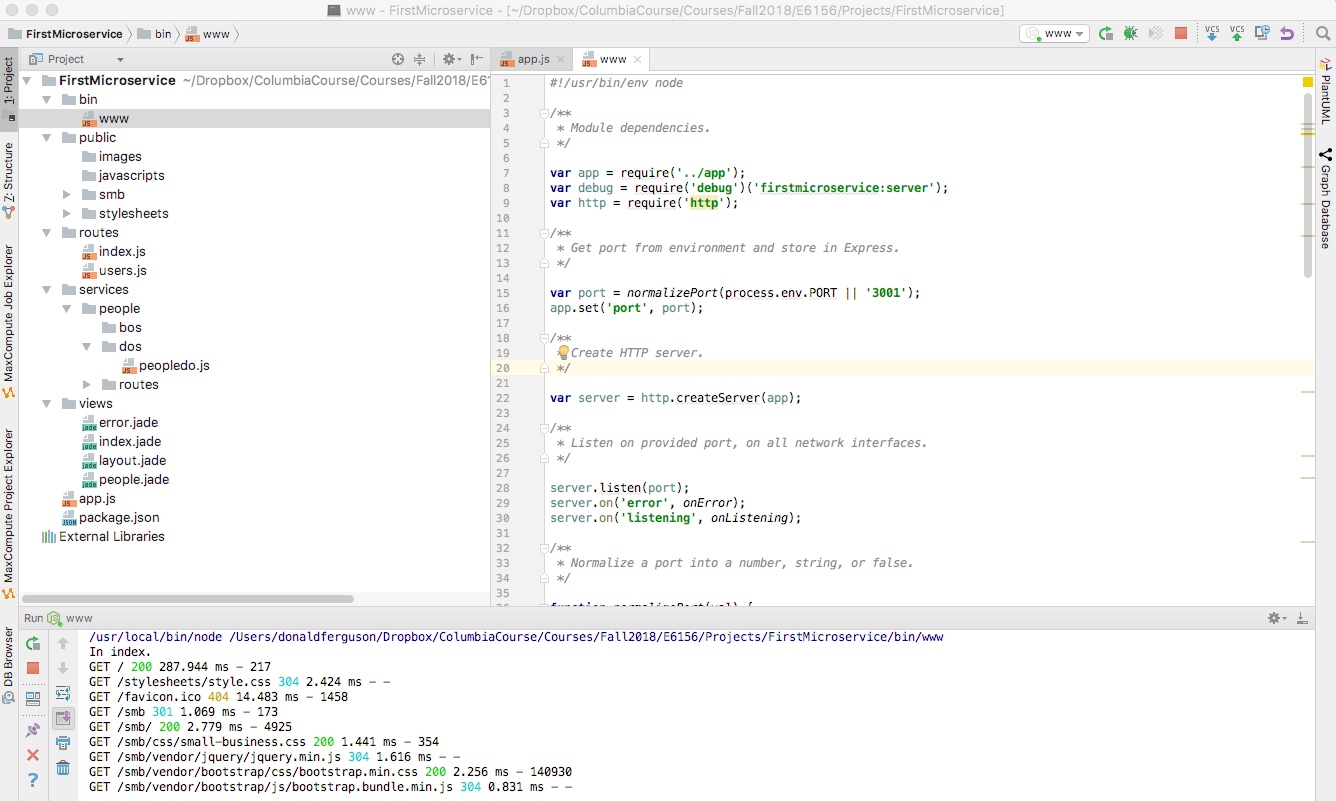 www - FirstMicroservice - [~/Dropbox/ColumbiaCourse/Courses/Fall2018/E6156/Projects/FirstMicroservice]
FirstMicroservice bin www
www
VCS VCS
1: Project
Z: Structure
MaxCompute Job Explorer
MaxCompute Project Explorer
DB Browser
Project
FirstMicroservice ~/Dropbox/ColumbiaCourse/Courses/Fall2018/E6
bin
www
public
images
javascripts
smb
stylesheets
routes
index.js
users.js
services
people
bos
dos
peopledo.js
routes
views
error.jade
index.jade
layout.jade
people.jade
app.js
package.json
External Libraries
app.js www
1 #!/usr/bin/env node
2
3 /**
4 * Module dependencies.
5 */
6
7 var app = require('../app');
8 var debug = require('debug')('firstmicroservice:server');
9 var http = require('http');
10
11 /**
12 * Get port from environment and store in Express.
13 */
14
15 var port = normalizePort(process.env.PORT || '3001');
16 app.set('port', port);
17
18 /**
19 * Create HTTP server.
20 */
21
22 var server = http.createServer(app);
23
24 /**
25 * Listen on provided port, on all network interfaces.
26 */
27
28 server.listen(port);
29 server.on('error', onError);
30 server.on('listening', onListening);
31
32 /**
33 * Normalize a port into a number, string, or false.
34 */
35
36 function normalizePort(val) {
PlantUML
Graph Database
Run www
/usr/local/bin/node /Users/donaldferguson/Dropbox/ColumbiaCourse/Courses/Fall2018/E6156/Projects/FirstMicroservice/bin/www
In index.
GET / 200 287.944 ms - 217
GET /stylesheets/style.css 304 2.424 ms - -
GET /favicon.ico 404 14.483 ms - 1458
GET /smb 301 1.069 ms - 173
GET /smb/ 200 2.779 ms - 4925
GET /smb/css/small-business.css 200 1.441 ms - 354
GET /smb/vendor/jquery/jquery.min.js 304 1.616 ms - -
GET /smb/vendor/bootstrap/css/bootstrap.min.css 200 2.256 ms - 140930
GET /smb/vendor/bootstrap/js/bootstrap.bundle.min.js 304 0.831 ms - -